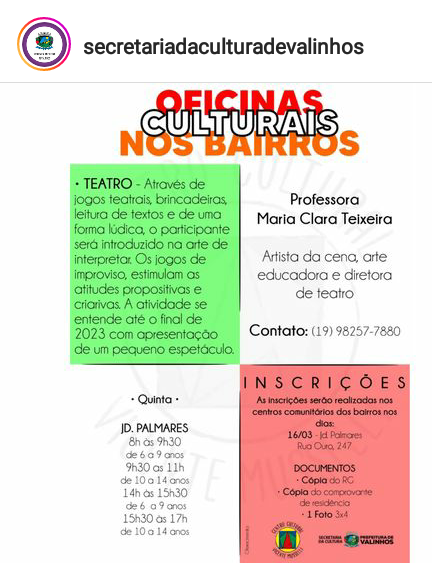 secretariadaculturadevalinhos
OFICINAS
CULTURAIS
NOS BAIRROS
• TEATRO - Através de
jogos teatrais, brincadeiras,
leitura de textos e de uma
forma lúdica, o participante
será introduzido na arte de
interpretar. Os jogos de
improviso, estimulam as
atitudes propositivas e
criarivas. A atividade se
entende até o final de
2023 com apresentação
de um pequeno espetáculo.
Professora
Maria Clara Teixeira
Artista da cena, arte
educadora e diretora
de teatro
Contato: (19) 98257-7880
• Quinta •
JD. PALMARES
8h às 9h30
de 6 a 9 anos
9h30 as 11h
de 10 a 14 anos
14h às 15h30
de 6 a 9 anos
15h30 às 17h
de 10 a 14 anos
INSCRIÇÕES
As inscrições serão realizadas nos
centros comunitários dos bairros nos
dias:
16/03 - Jd. Palmares
Rua Ouro, 247
DOCUMENTOS
• Cópia do RG
• Cópia do comprovante
de residência
• 1 Foto 3x4
CENTRO CULTURAL
VICENTE MUSSELLI
SECRETARIA
DA CULTURA
PREFEITURA DE
VALINHOS